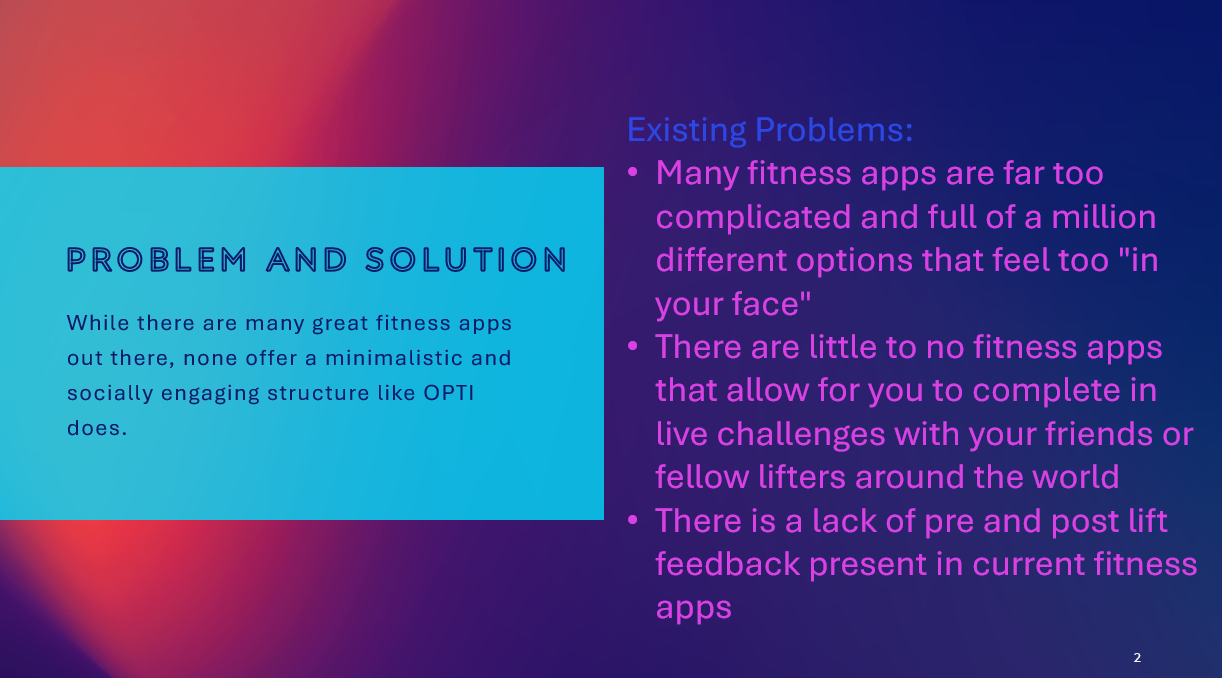 PROBLEM AND SOLUTION
While there are many great fitness apps
out there, none offer a minimalistic and
socially engaging structure like OPTI
does.
Existing Problems:
• Many fitness apps are far too
complicated and full of a million
different options that feel too "in
your face"
• There are little to no fitness apps
that allow for you to complete in
live challenges with your friends or
fellow lifters around the world
• There is a lack of pre and post lift
feedback present in current fitness
apps
2